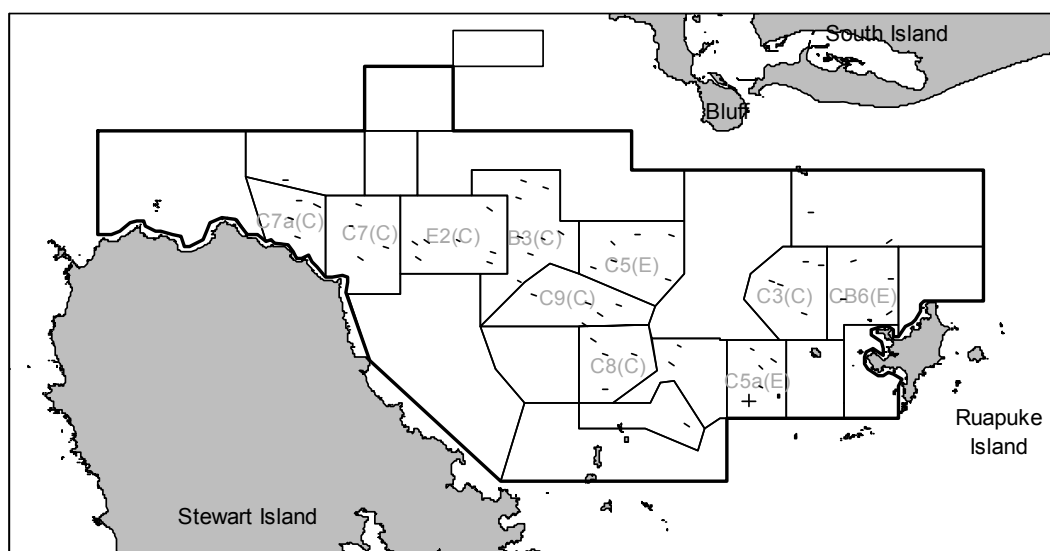 South Island
Bluff
C7a(C)
C7(C)
E2(C)
B3(C)
C5(E)
C9(C)
C3(C)
CB6(E)
C8(C)
C5a(E)
Ruapuke
Island
Stewart Island